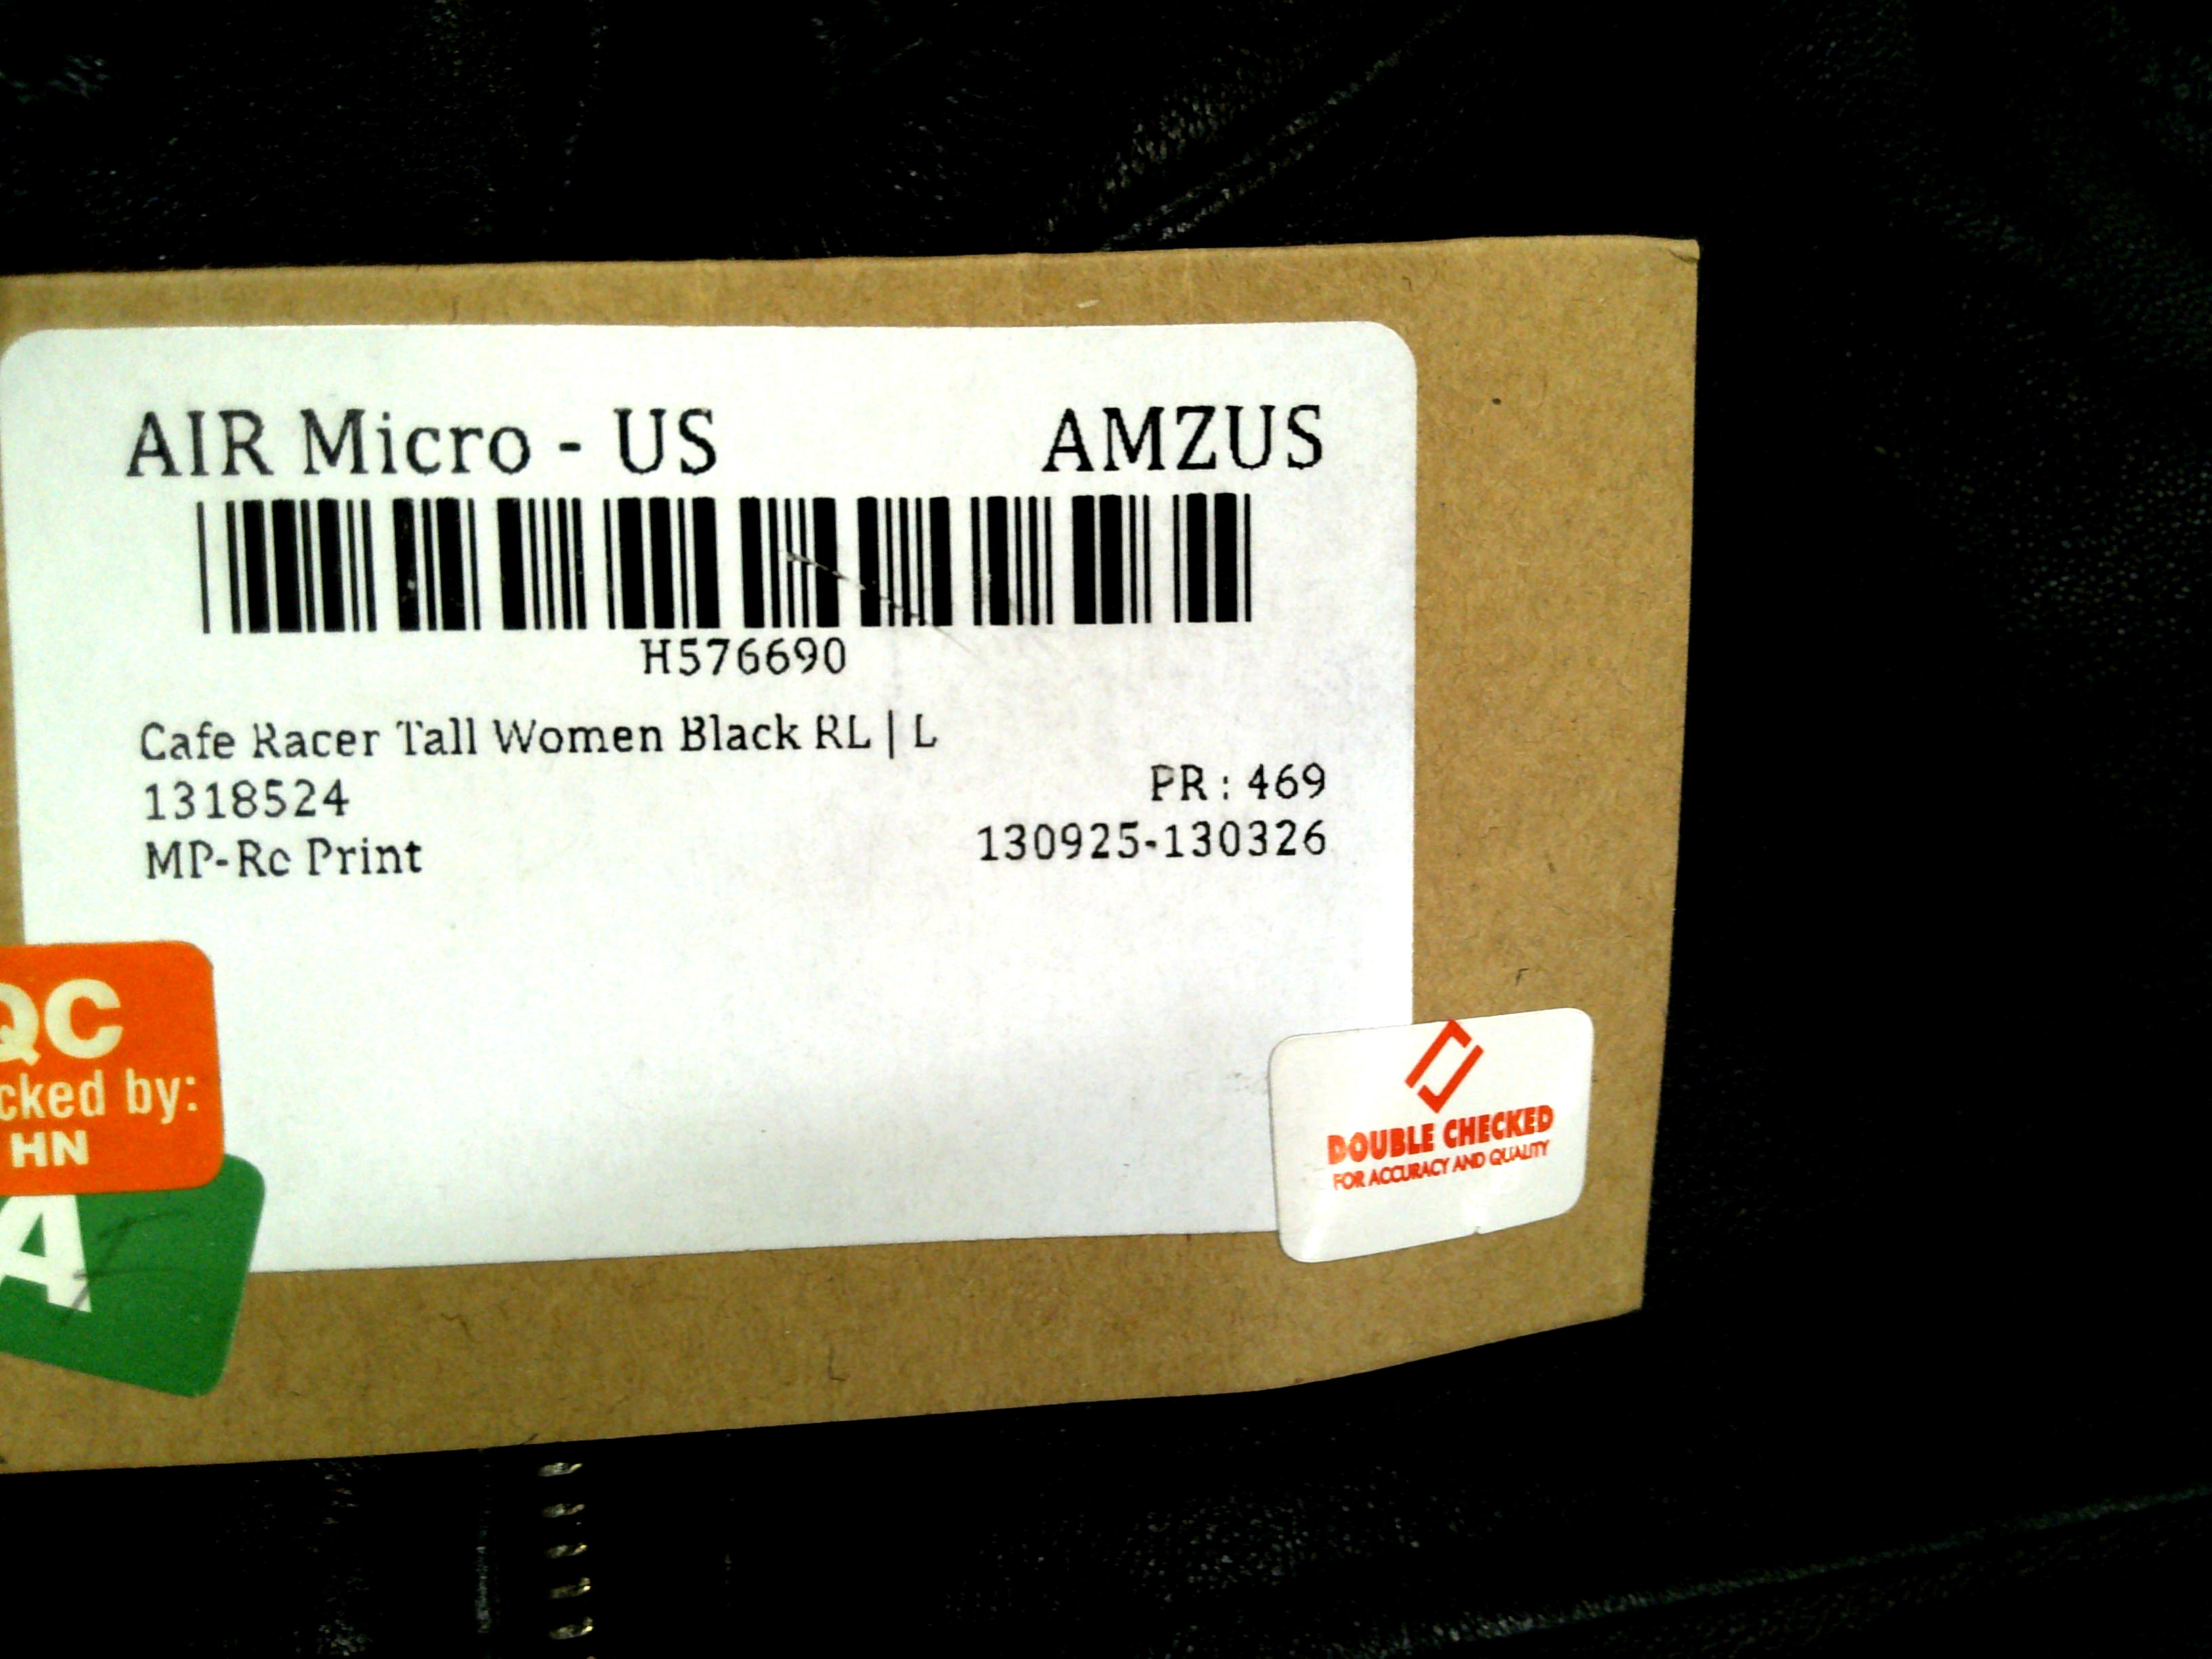 AIR Micro - US AMZUS
H576690
Cafe Racer Tall Women Black RL | L
1318524
PR : 469
MP-Rc Print
130925-130326
QC
cked by:
HN
A
DOUBLE CHECKED
FOR ACCURACY AND QUALITY